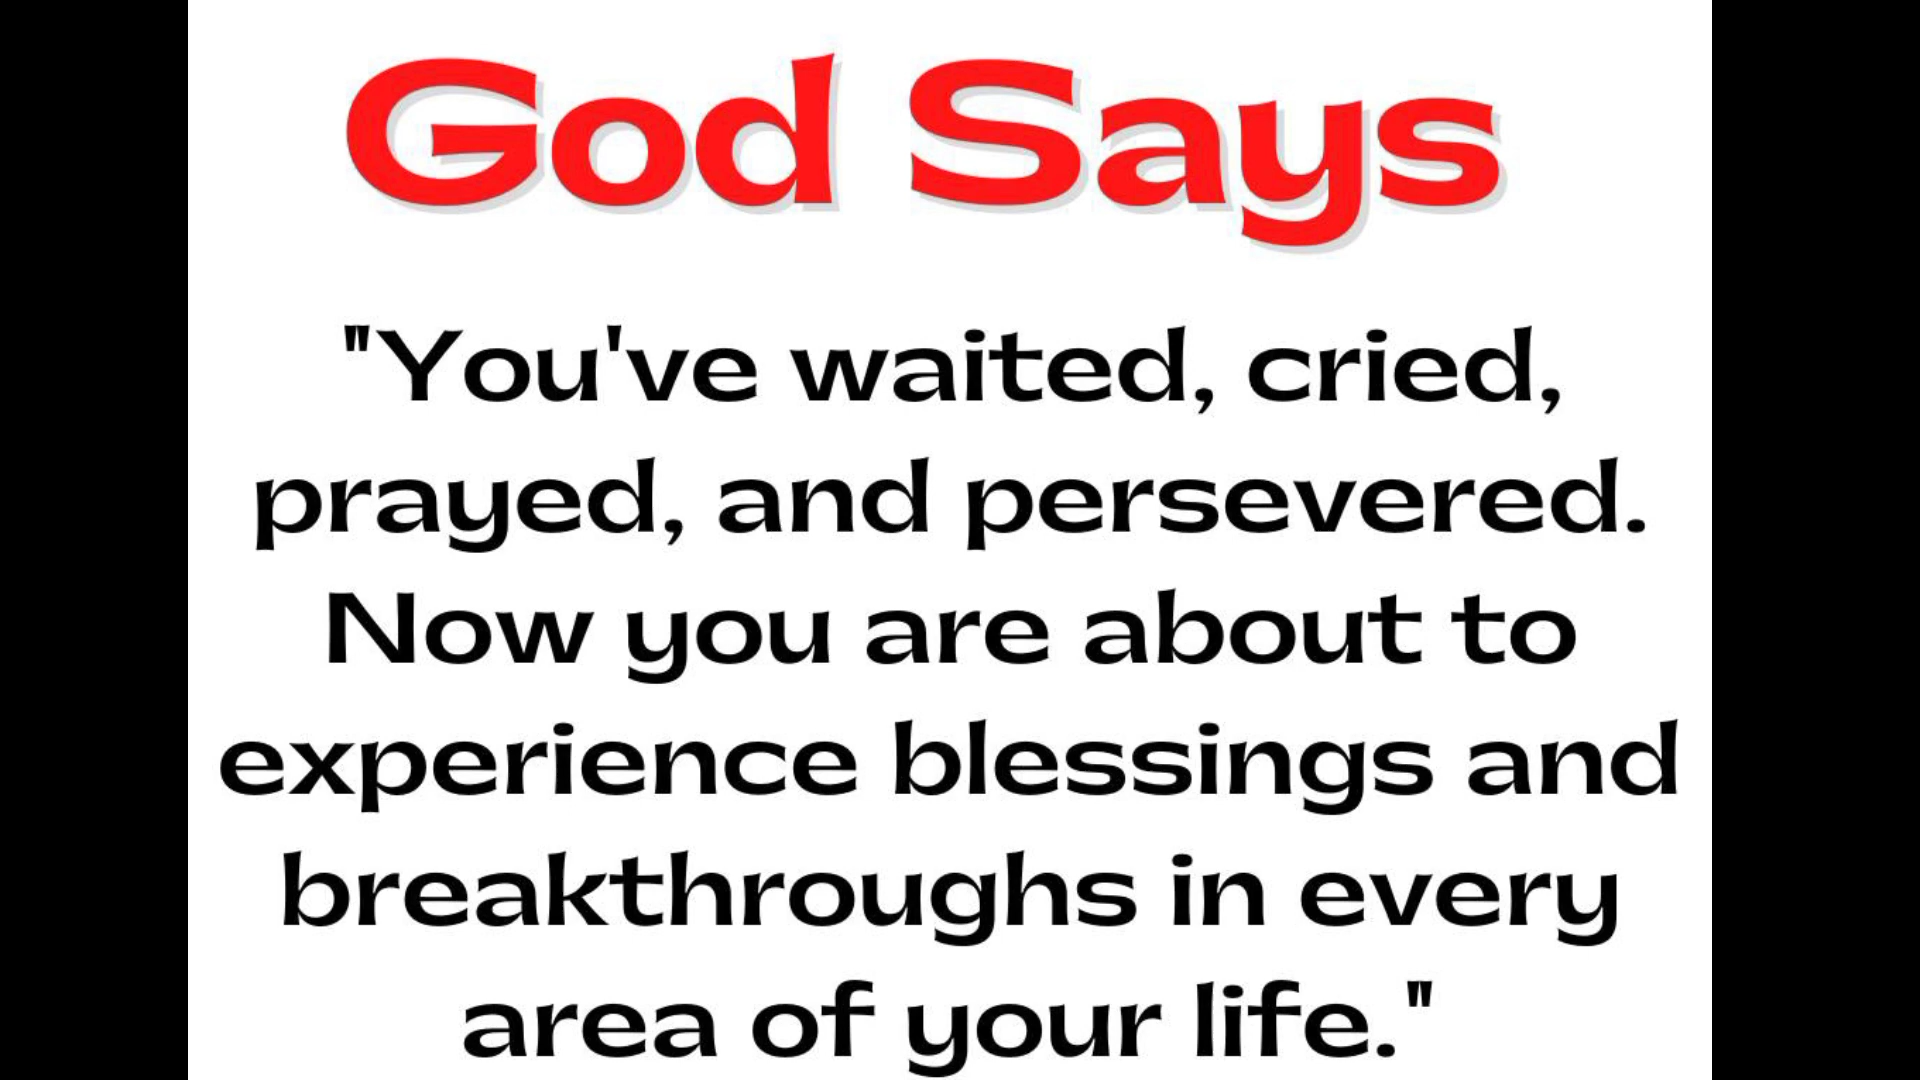 God Says
"You've waited, cried,
prayed, and persevered.
Now you are about to
experience blessings and
breakthroughs in every
area of your life."